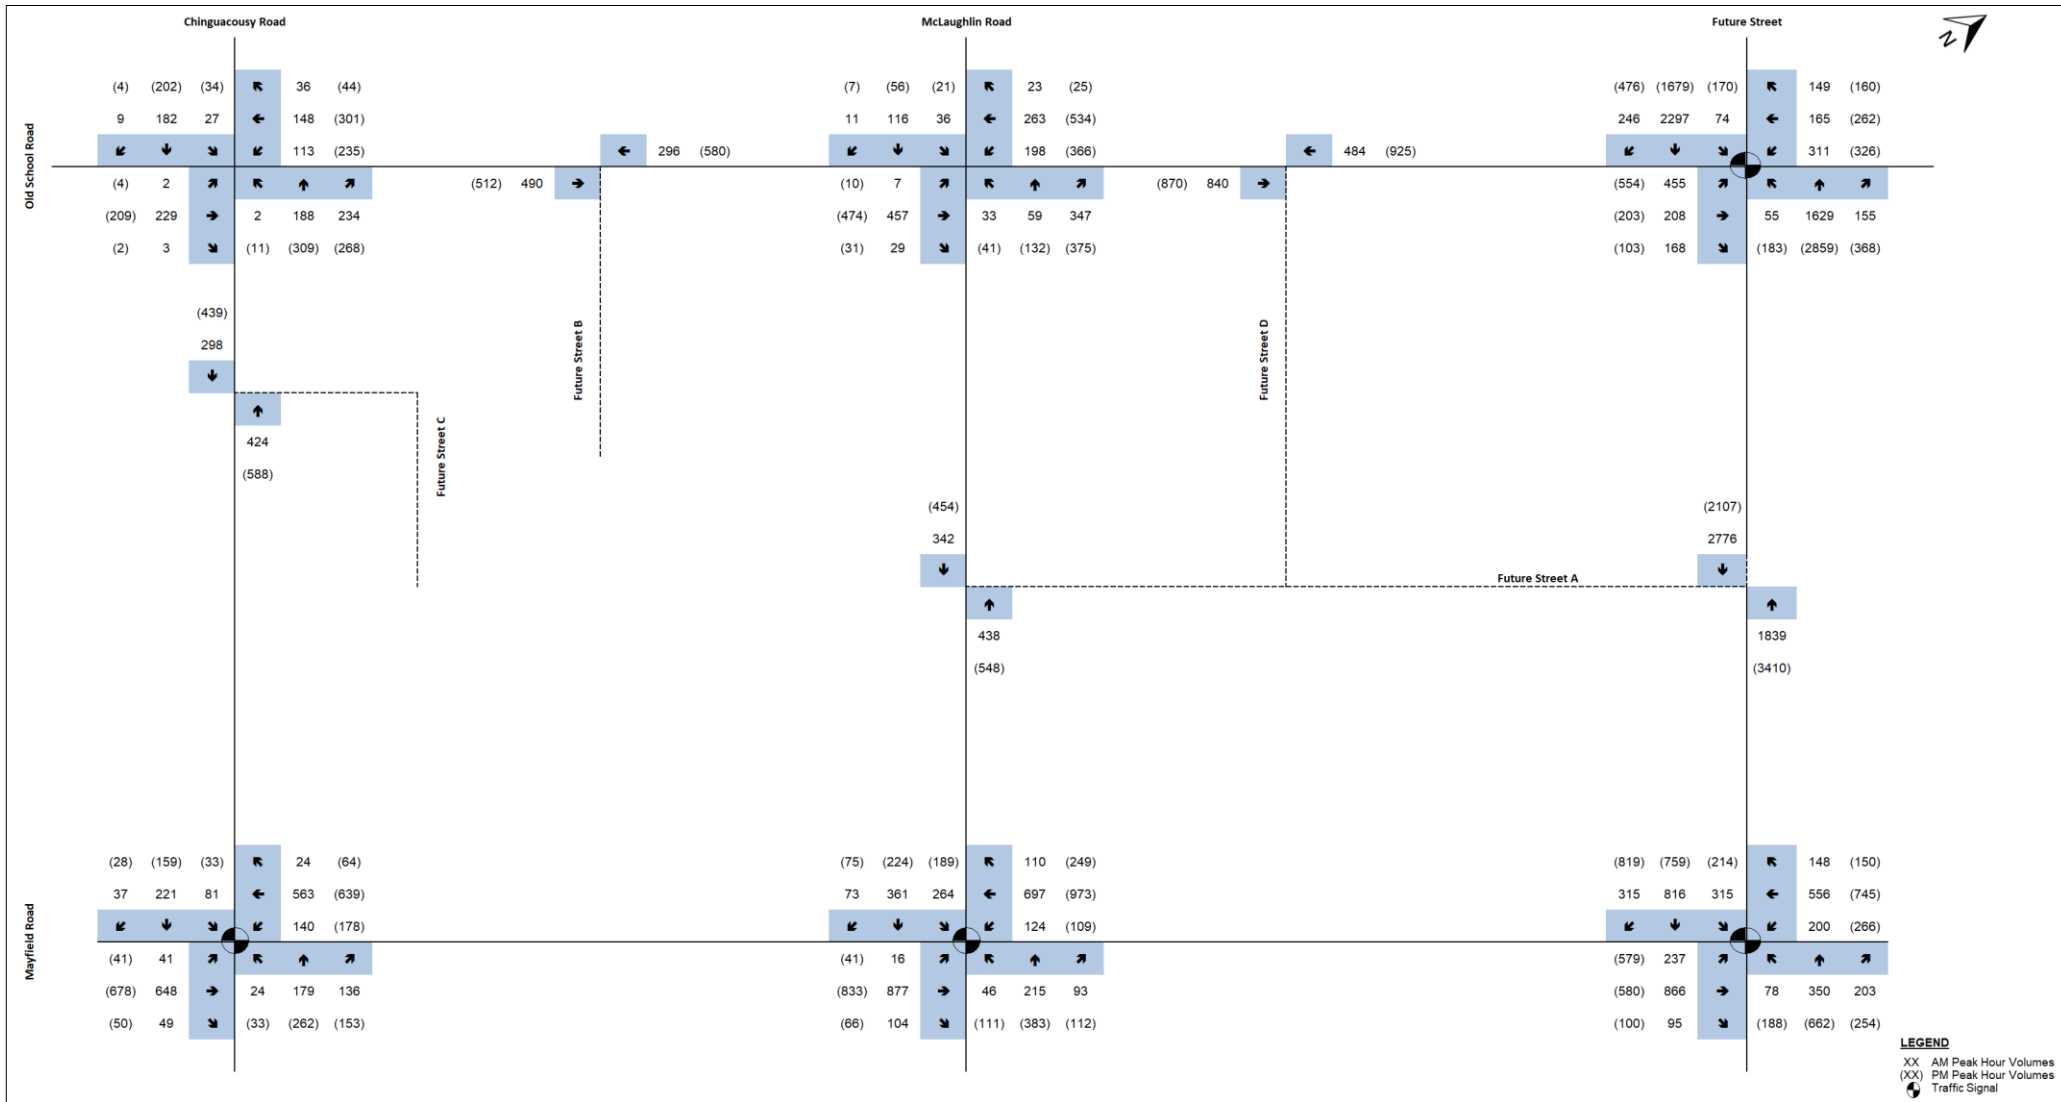 Chinguacousy Road McLaughlin Road Future Street
N
(4) (202) (34) 36 (44) (7) (56) (21) 23 (25) (476) (1679) (170) 149 (160)
9 182 27 148 (301) 11 116 36 263 (534) 246 2297 74 165 (262)
113 (235) 296 (580) 198 (366) 484 (925) 311 (326)
Old School Road
(4) 2 (512) 490 (10) 7 (870) 840 (554) 455
(209) 229 2 188 234 (474) 457 33 59 347 (203) 208 55 1629 155
(2) 3 (11) (309) (268) (31) 29 (41) (132) (375) (103) 168 (183) (2859) (368)
(439)
298
Future Street B
Future Street D
424
Future Street C
(588)
(454) (2107)
342 2776
Future Street A
438 1839
(548) (3410)
(28) (159) (33) 24 (64) (75) (224) (189) 110 (249) (819) (759) (214) 148 (150)
37 221 81 563 (639) 73 361 264 697 (973) 315 816 315 556 (745)
140 (178) 124 (109) 200 (266)
Mayfield Road
(41) 41 (41) 16 (579) 237
(678) 648 24 179 136 (833) 877 46 215 93 (580) 866 78 350 203
(50) 49 (33) (262) (153) (66) 104 (111) (383) (112) (100) 95 (188) (662) (254)
LEGEND
XX AM Peak Hour Volumes
(XX) PM Peak Hour Volumes
Traffic Signal